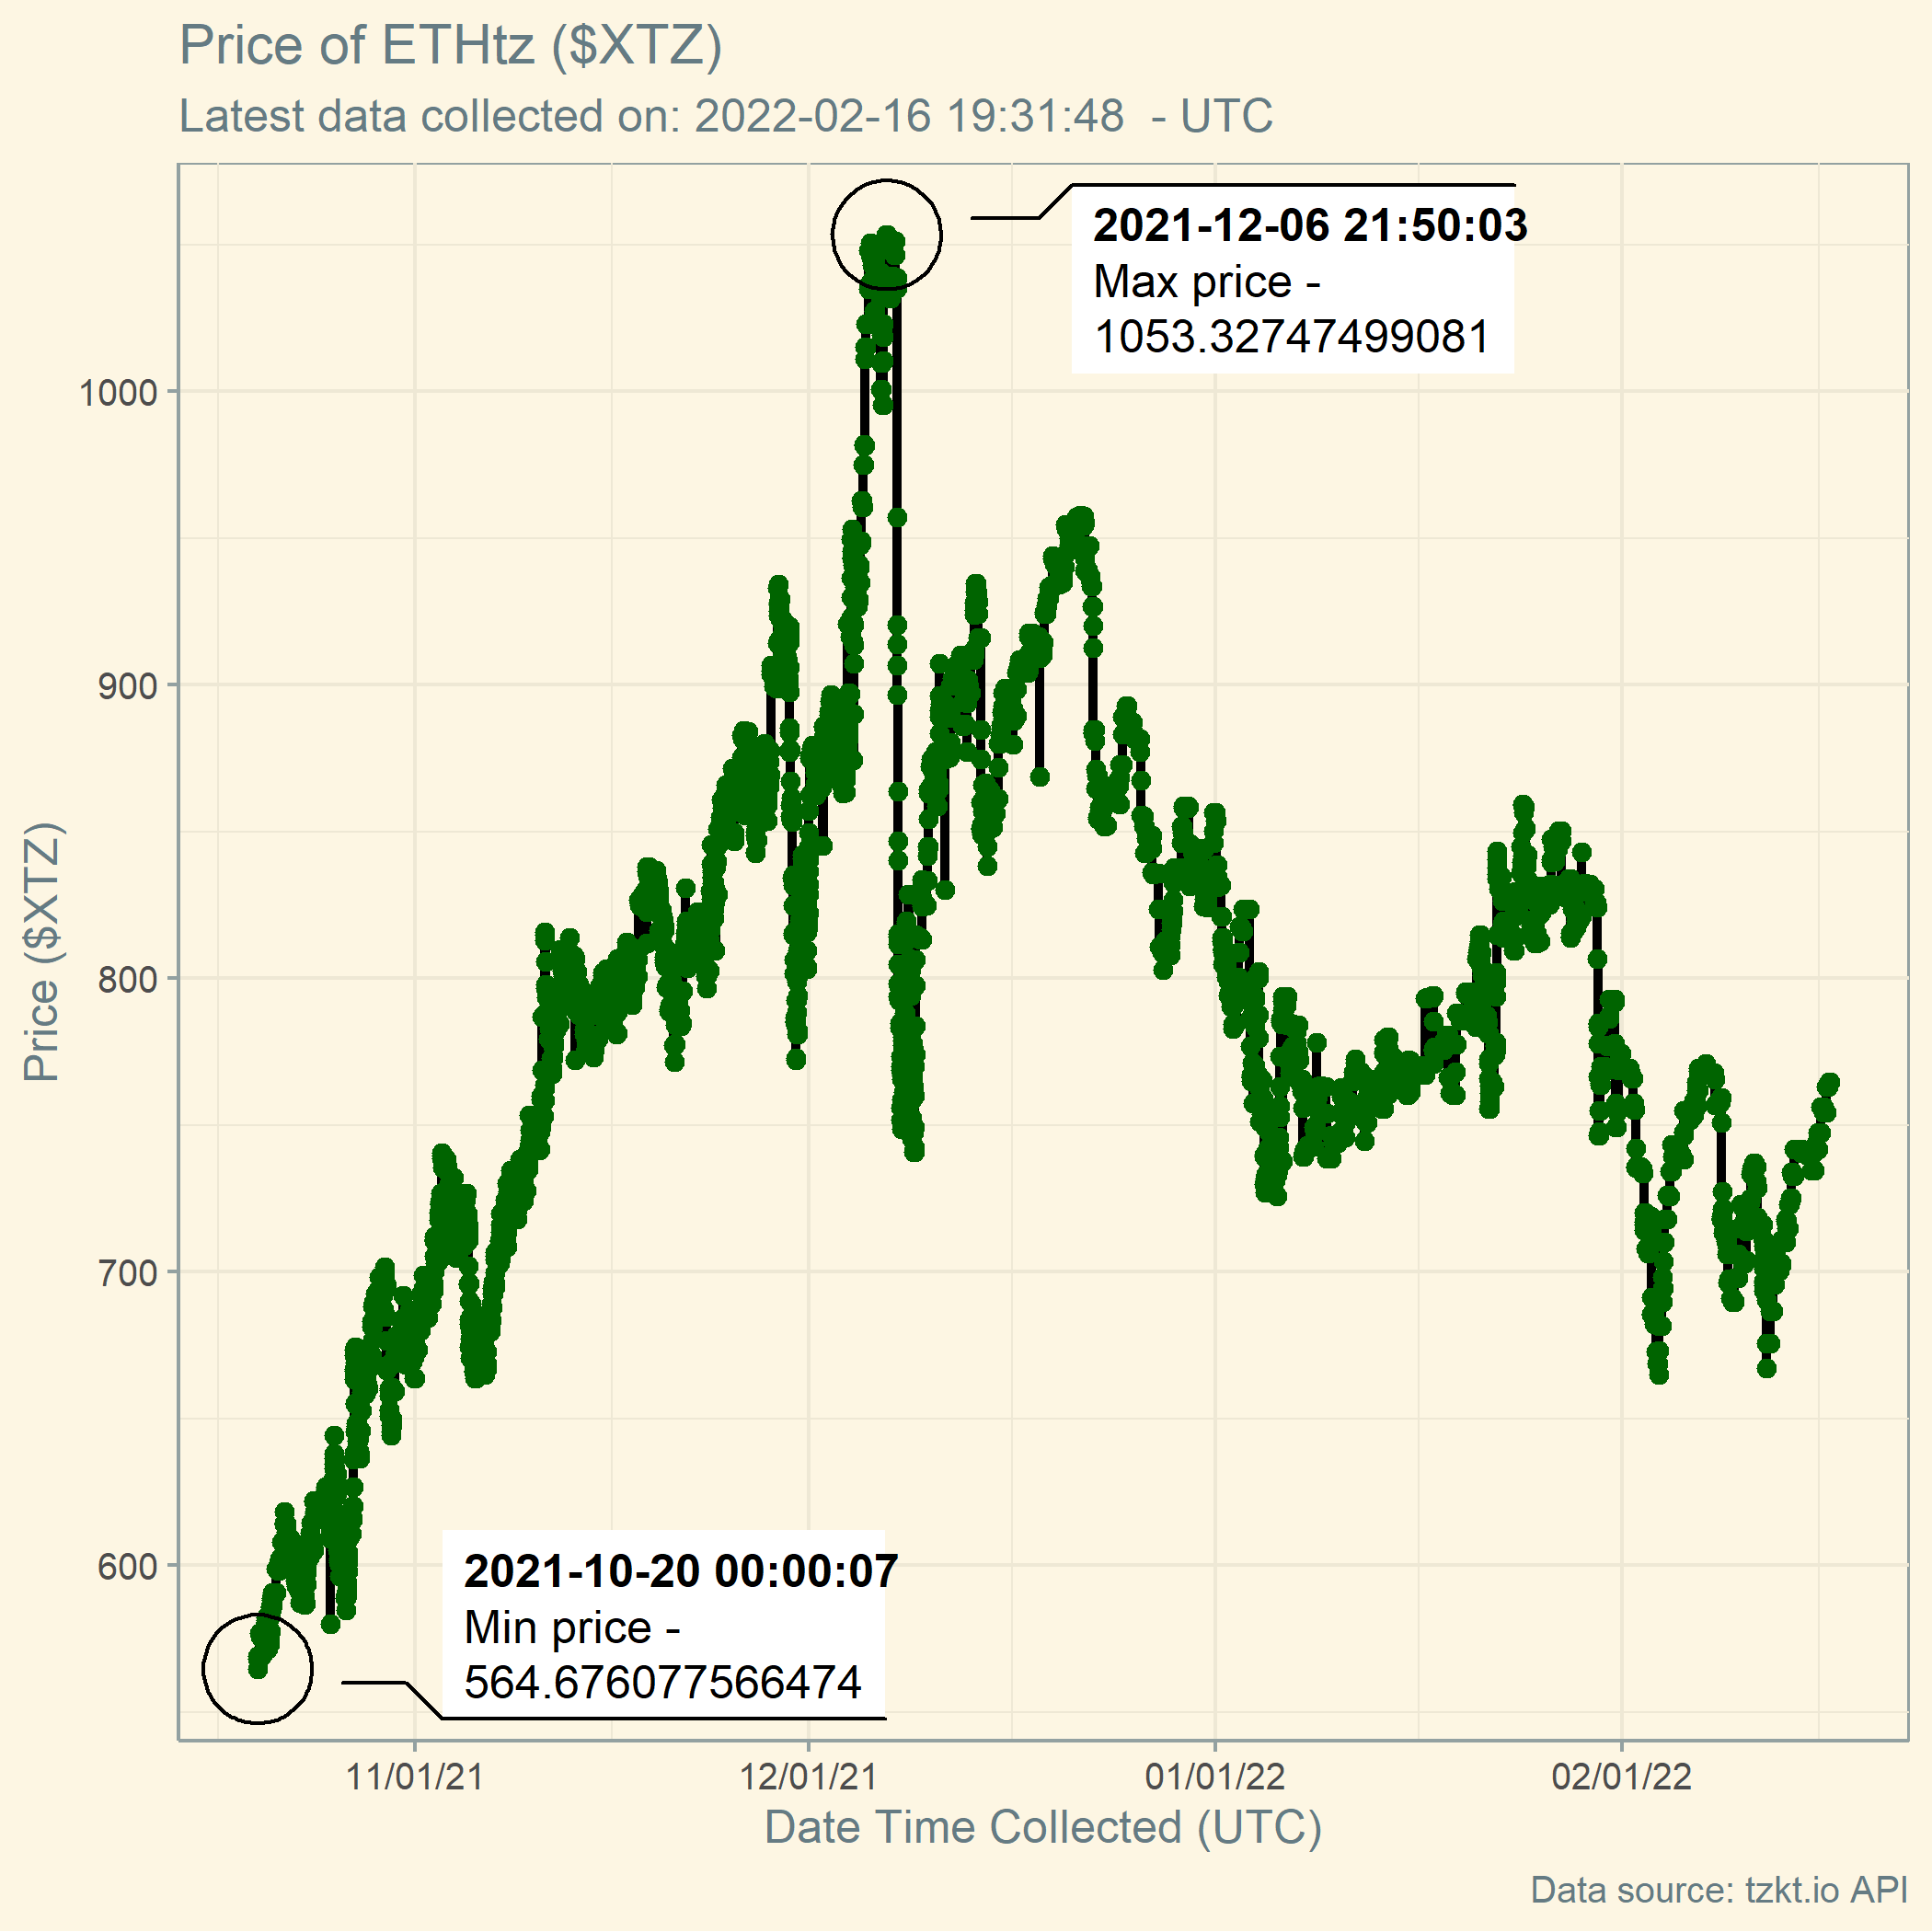 Price of ETHtz ($XTZ)
Latest data collected on: 2022-02-16 19:31:48  - UTC
2021-12-06 21:50:03
Max price -
1053.32747499081
1000
900
800
700
600
Price ($XTZ)
2021-10-20 00:00:07
Min price -
564.676077566474
11/01/21
12/01/21
01/01/22
02/01/22
Date Time Collected (UTC)
Data source: tzkt.io API